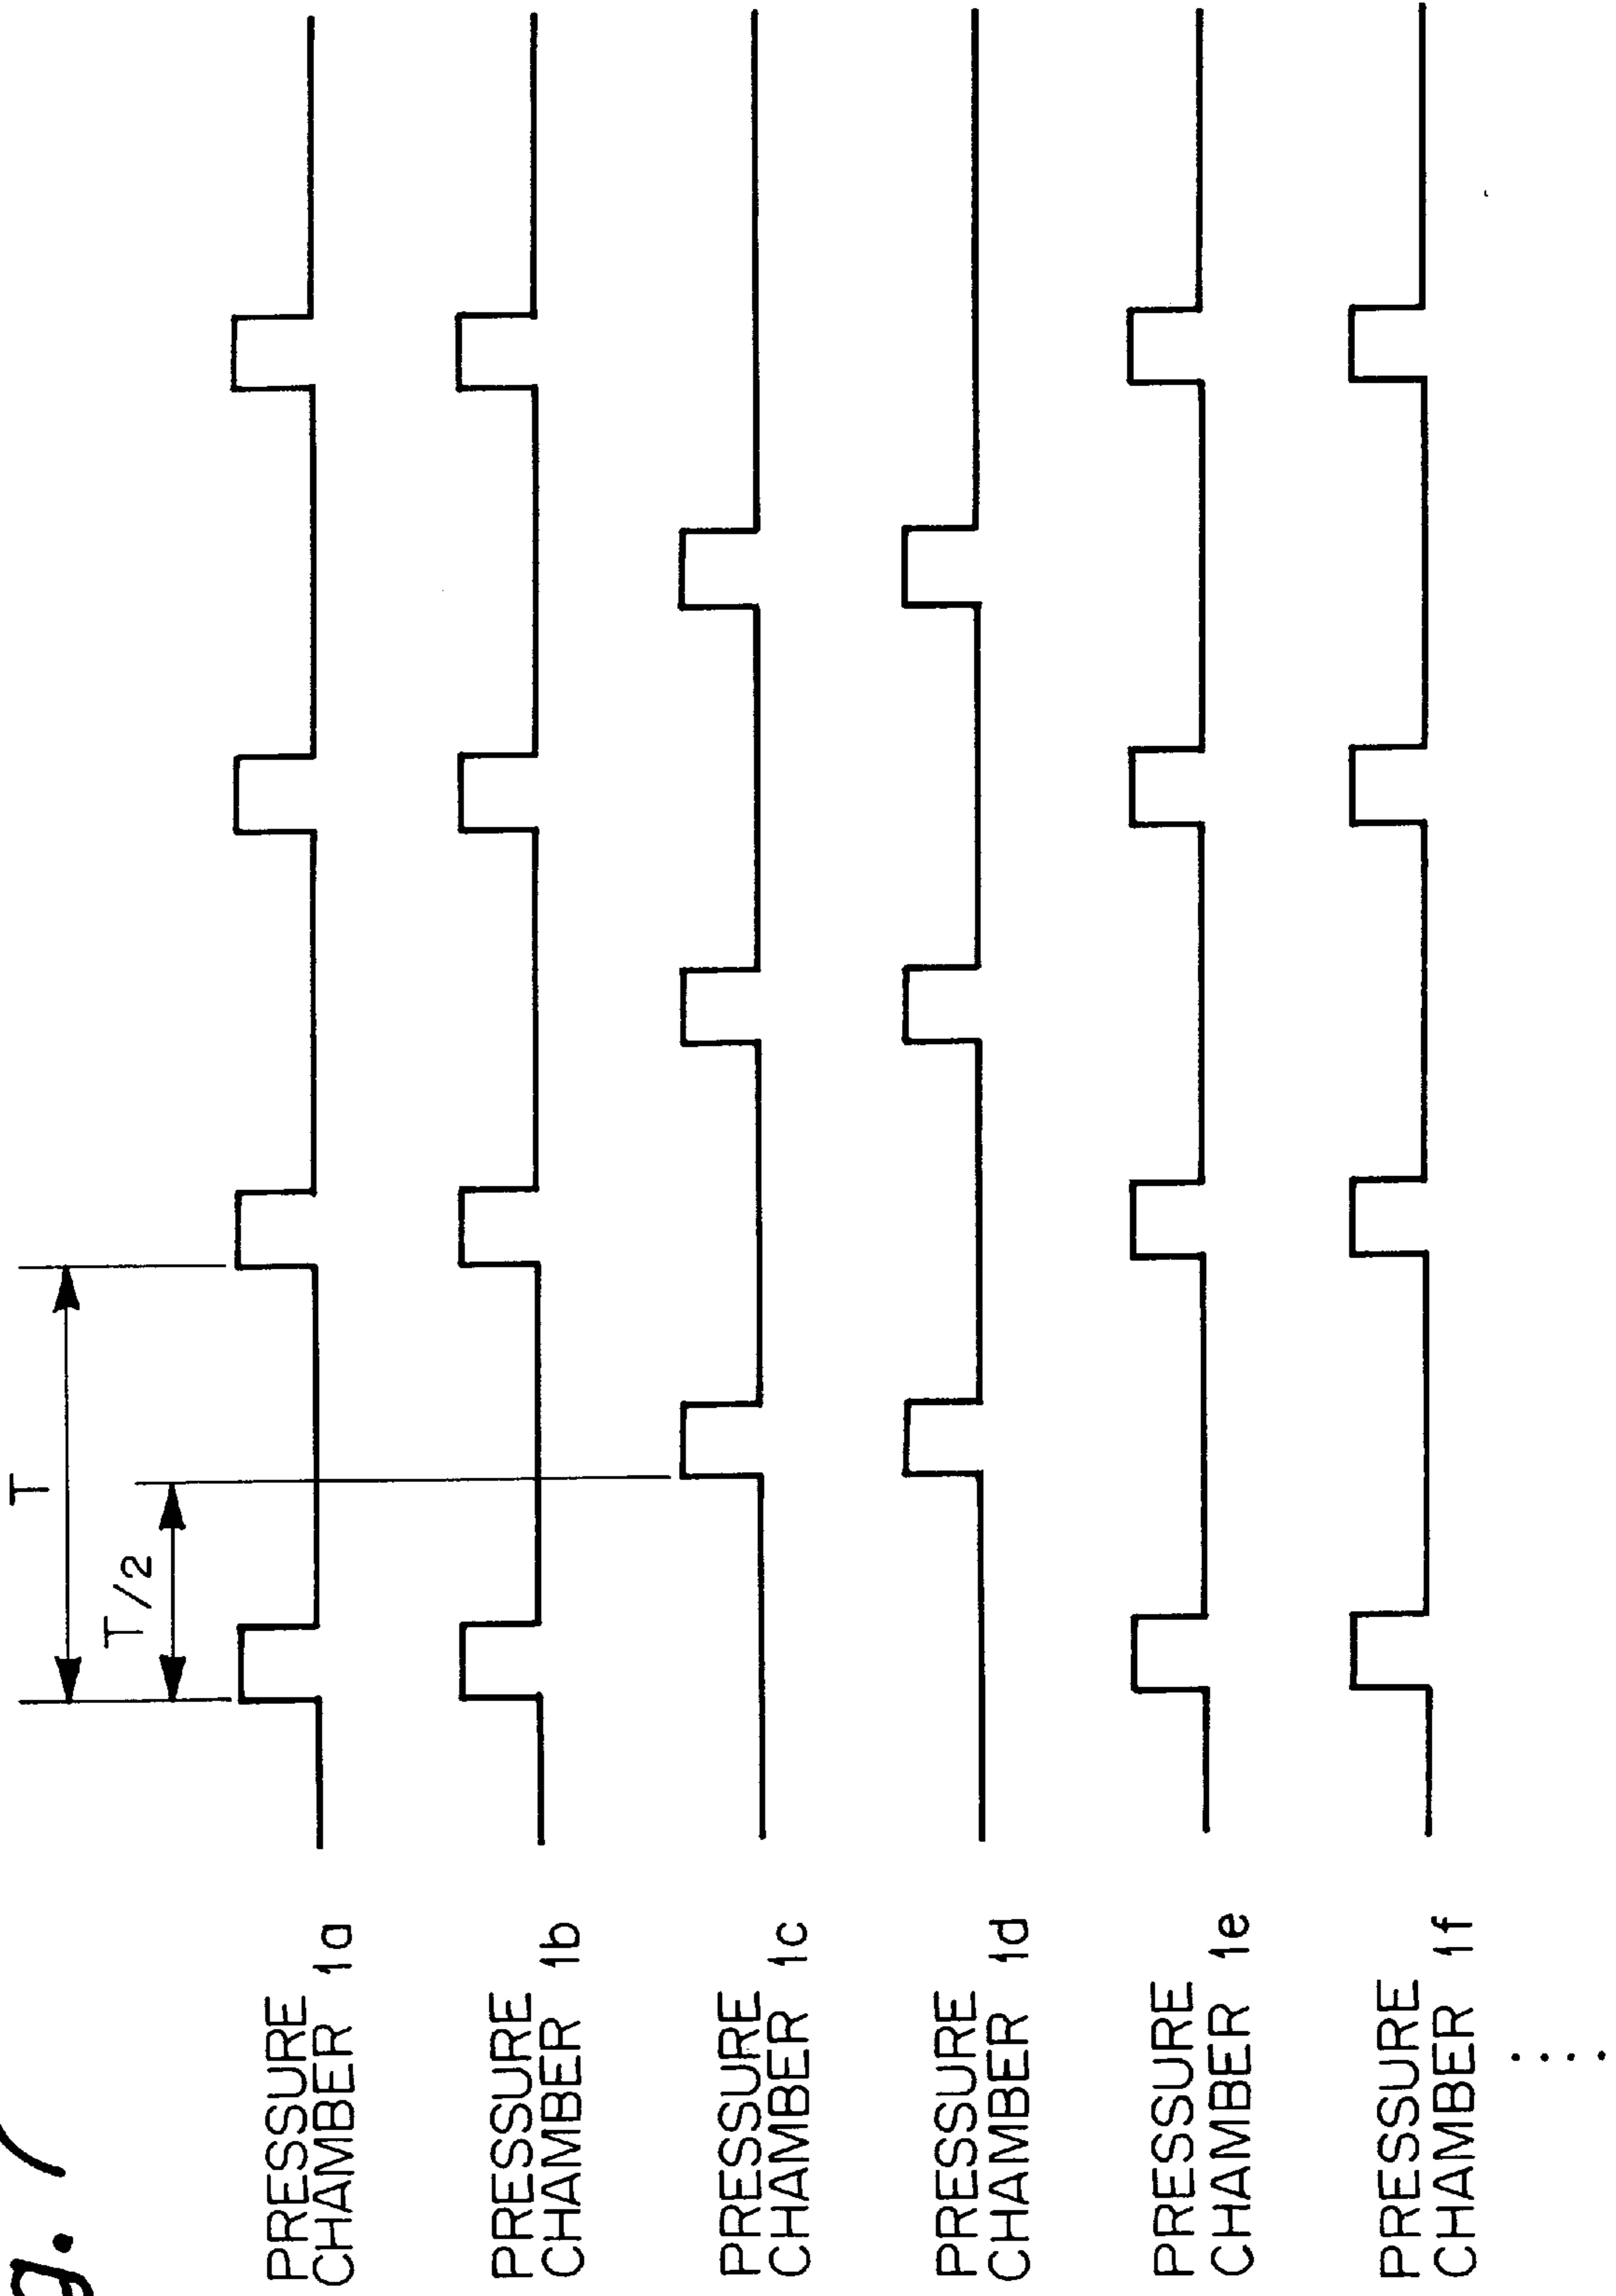 T
T/2
PRESSURE
CHAMBER 1a
PRESSURE
CHAMBER 1b
PRESSURE
CHAMBER 1c
PRESSURE
CHAMBER 1d
PRESSURE
CHAMBER 1e
PRESSURE
CHAMBER 1f